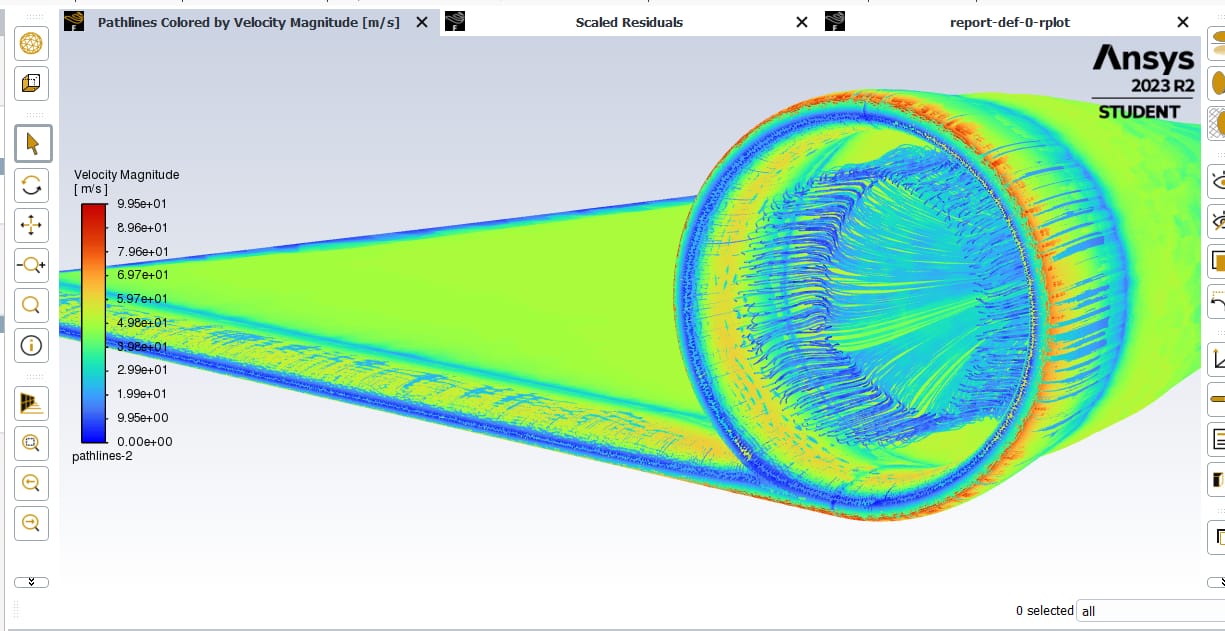 Pathlines Colored by Velocity Magnitude [m/s]
Scaled Residuals
report-def-0-rplot
Ansys
2023 R2
STUDENT
Velocity Magnitude
[ m/s ]
9.95e+01
8.96e+01
7.96e+01
6.97e+01
5.97e+01
4.98e+01
3.98e+01
2.99e+01
1.99e+01
9.95e+00
0.00e+00
pathlines-2
0 selected all